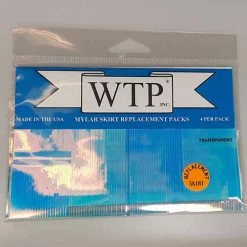 WTP®
INC.
MADE IN THE USA MYLAR SKIRT REPLACEMENT PACKS 4 PER PACK
TRANSPARENT
REPLACEMENT
SKIRT